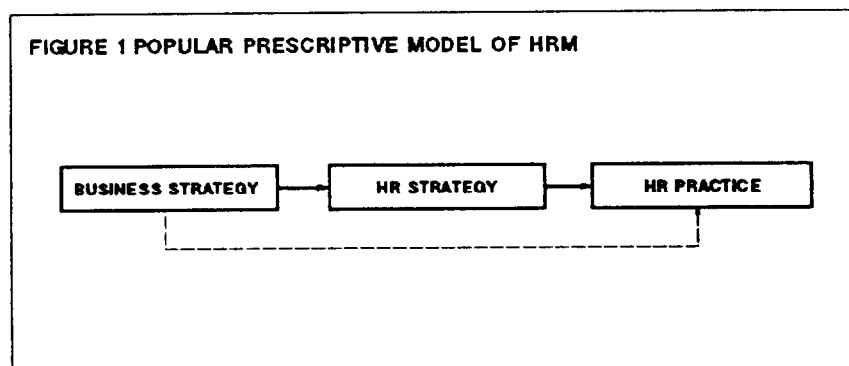 FIGURE 1 POPULAR PRESCRIPTIVE MODEL OF HRM
BUSINESS STRATEGY
HR STRATEGY
HR PRACTICE